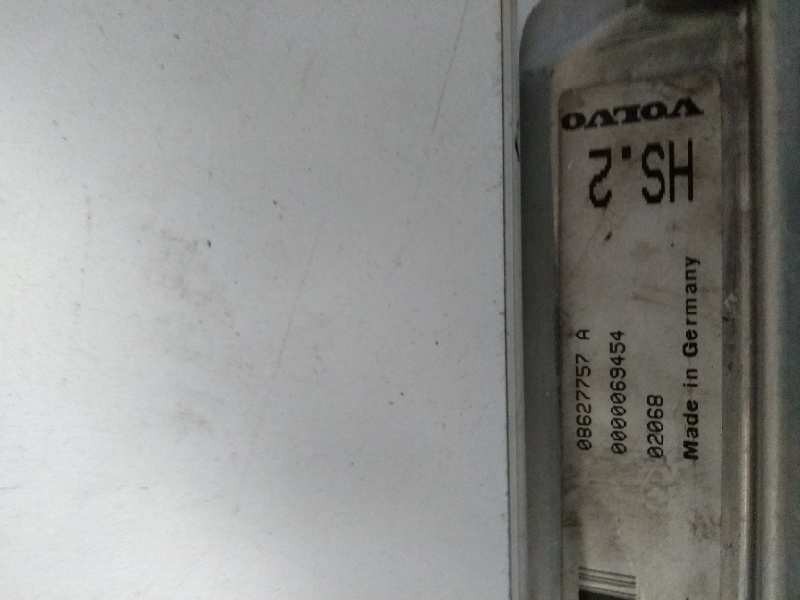 VOLVO
HS.2
08627757 A
0000069454
02068
Made in Germany